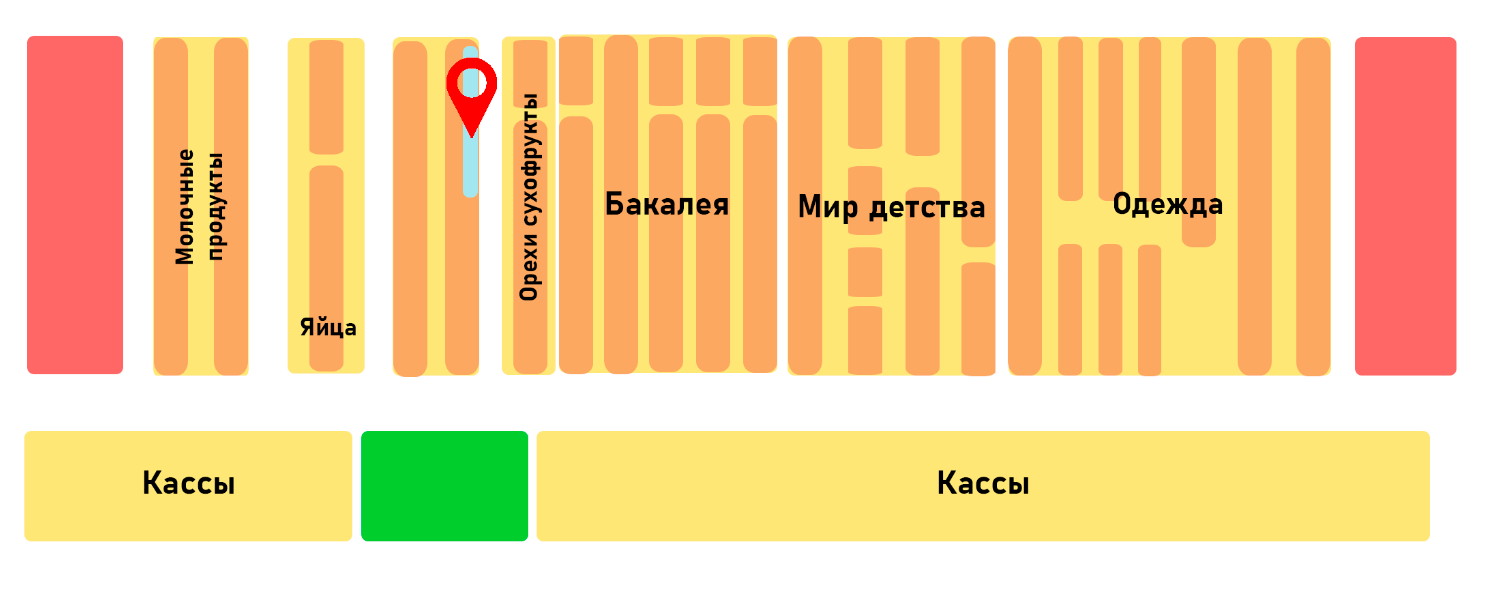 Молочные
продукты
Яйца
Орехи сухофрукты
Бакалея
Мир детства
Одежда
Кассы
Кассы